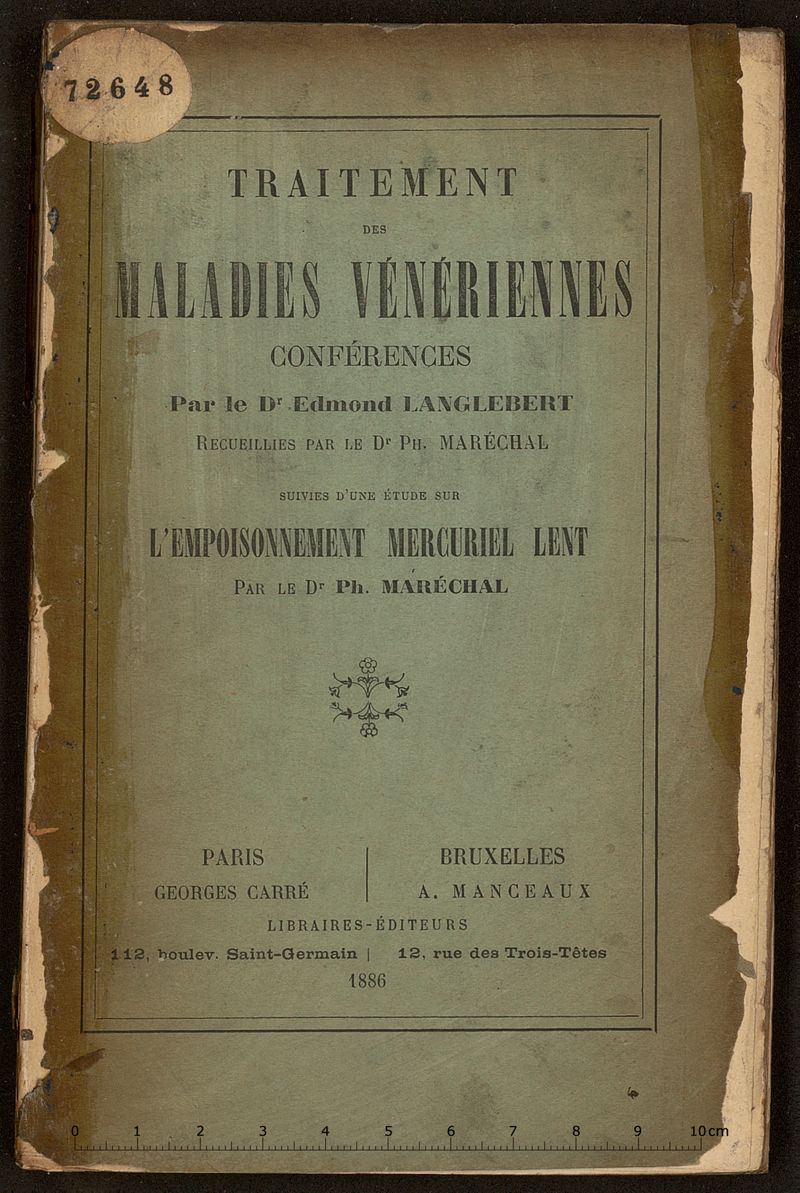 72648
TRAITEMENT
DES
MALADIES VÉNÉRIENNES
CONFÉRENCES
Par le Dr Edmond LANGLEBERT
RECUEILLIES PAR LE Dr PH. MARÉCHAL
SUIVIES D'UNE ÉTUDE SUR
L'EMPOISONNEMENT MERCURIEL LENT
PAR LE Dr Ph. MARÉCHAL
PARIS
GEORGES CARRÉ
BRUXELLES
A. MANCEAUX
LIBRAIRES-ÉDITEURS
112, boulev. Saint-Germain | 12, rue des Trois-Têtes
1886
0 1 2 3 4 5 6 7 8 9 10cm